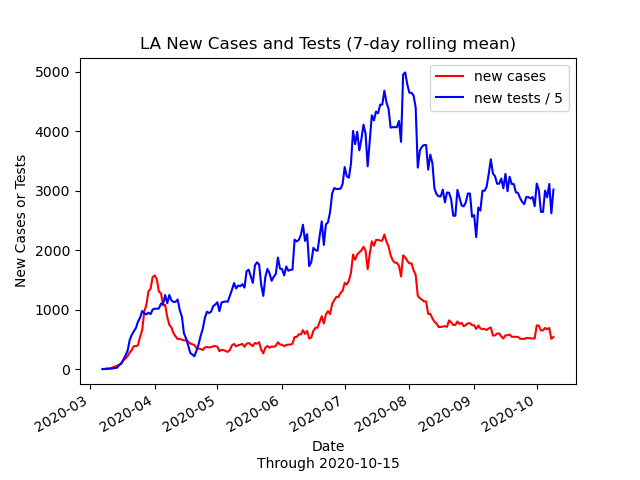 LA New Cases and Tests (7-day rolling mean)
new cases
new tests / 5
New Cases or Tests
5000
4000
3000
2000
1000
0
2020-03
2020-04
2020-05
2020-06
2020-07
2020-08
2020-09
2020-10
Date
Through 2020-10-15